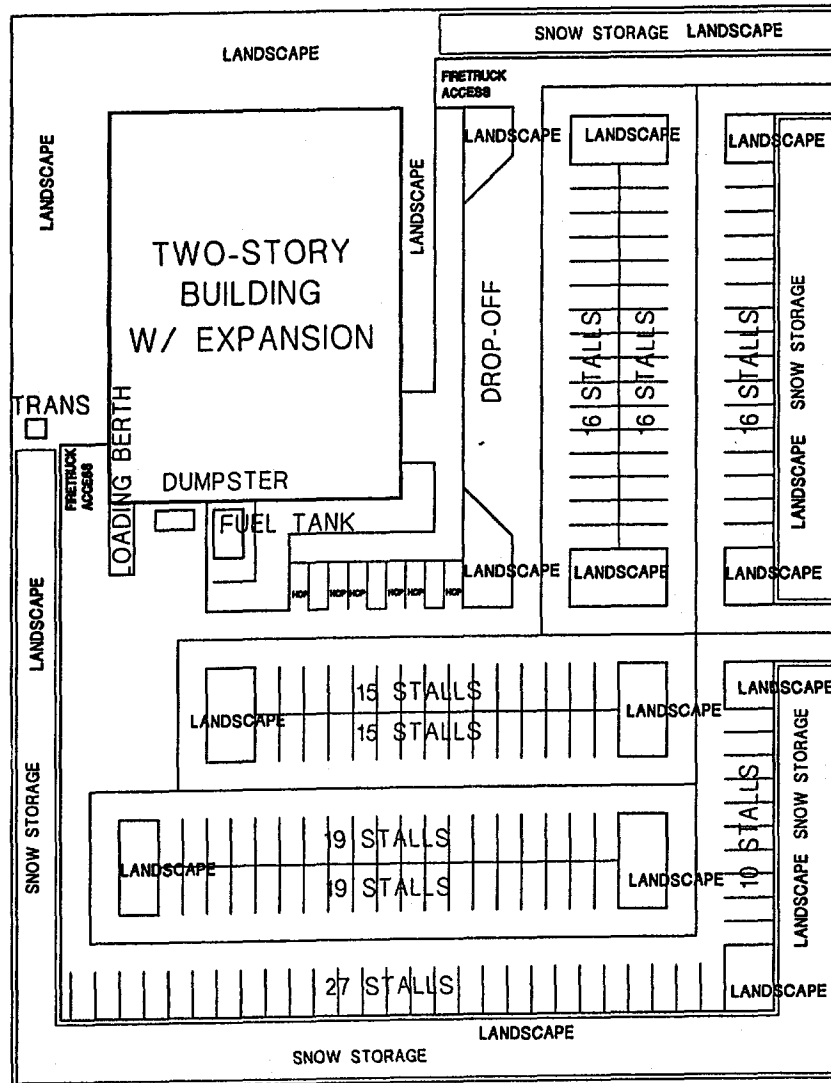 SNOW STORAGE LANDSCAPE
LANDSCAPE
FIRETRUCK
ACCESS
LANDSCAPE
LANDSCAPE
LANDSCAPE
LANDSCAPE
LANDSCAPE
TWO-STORY
BUILDING
W/ EXPANSION
DROP-OFF
16 STALLS
16 STALLS
16 STALLS
LANDSCAPE SNOW STORAGE
TRANS
LOADING BERTH
FIRETRUCK
ACCESS
DUMPSTER
FUEL TANK
LANDSCAPE
LANDSCAPE
LANDSCAPE
HCP
HCP
HCP
HCP
HCP
HCP
SNOW STORAGE LANDSCAPE
15 STALLS
LANDSCAPE
LANDSCAPE
15 STALLS
LANDSCAPE
LANDSCAPE SNOW STORAGE
10 STALLS
19 STALLS
LANDSCAPE
LANDSCAPE
19 STALLS
27 STALLS
LANDSCAPE
LANDSCAPE
SNOW STORAGE